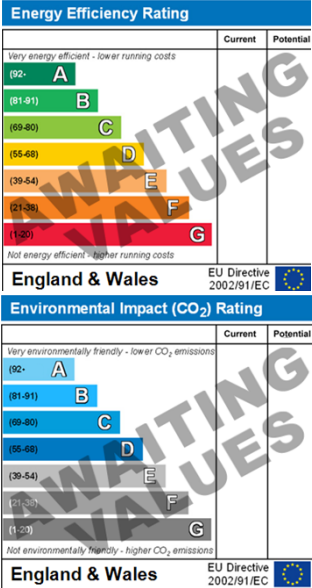 Energy Efficiency Rating
Current Potential
Very energy efficient - lower running costs
(92- A
(81-91) B
(69-80) C
(55-68) D
(39-54) E
(21-38) F
(1-20) G
Not energy efficient - higher running costs
AWAITING VALUES
England & Wales
EU Directive
2002/91/EC
Environmental Impact (CO₂) Rating
Current Potential
Very environmentally friendly - lower CO₂ emissions
(92- A
(81-91) B
(69-80) C
(55-68) D
(39-54) E
(21-38) F
(1-20) G
Not environmentally friendly - higher CO₂ emissions
AWAITING VALUES
England & Wales
EU Directive
2002/91/EC